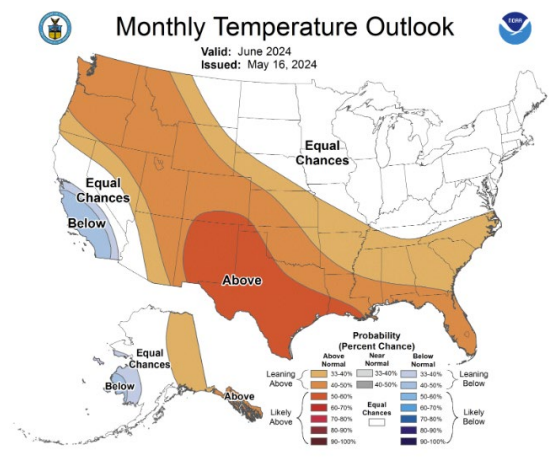 Monthly Temperature Outlook
Valid: June 2024
Issued: May 16, 2024
Equal
Chances
Equal
Chances
Below
Above
Equal
Chances
Below
Above
Probability
(Percent Chance)
Above
Normal
Near
Normal
Below
Normal
Leaning
Above
33-40%
33-40%
33-40%
Leaning
Below
40-50%
40-50%
40-50%
Likely
Above
50-60%
50-60%
Likely
Below
60-70%
60-70%
70-80%
70-80%
80-90%
80-90%
90-100%
90-100%
Equal
Chances